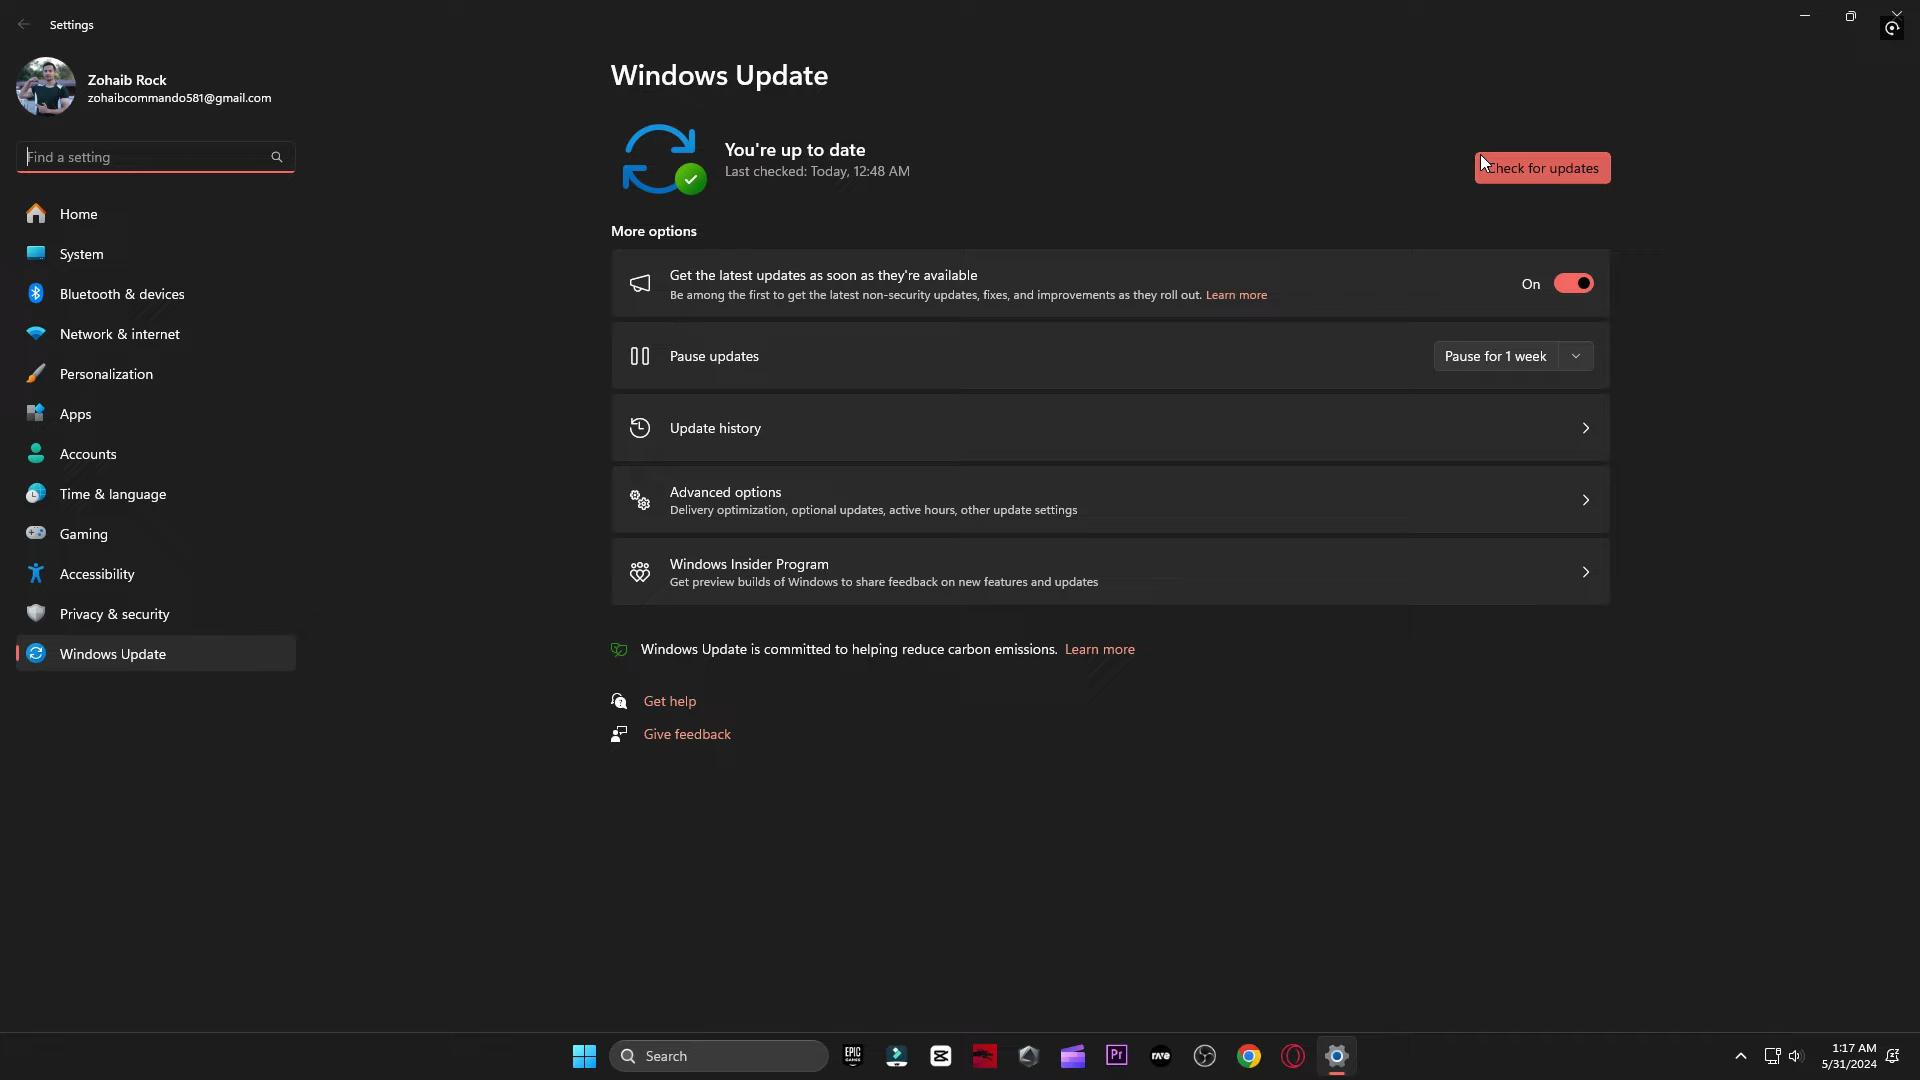 Settings
Zohaib Rock
zohaibcommando581@gmail.com
Find a setting
Home
System
Bluetooth & devices
Network & internet
Personalization
Apps
Accounts
Time & language
Gaming
Accessibility
Privacy & security
Windows Update
Windows Update
You're up to date
Last checked: Today, 12:48 AM
Check for updates
More options
Get the latest updates as soon as they're available
Be among the first to get the latest non-security updates, fixes, and improvements as they roll out. Learn more
On
Pause updates
Pause for 1 week
Update history
Advanced options
Delivery optimization, optional updates, active hours, other update settings
Windows Insider Program
Get preview builds of Windows to share feedback on new features and updates
Windows Update is committed to helping reduce carbon emissions. Learn more
Get help
Give feedback
Search
EPIC GAMES
Pr
rave
1:17 AM
5/31/2024